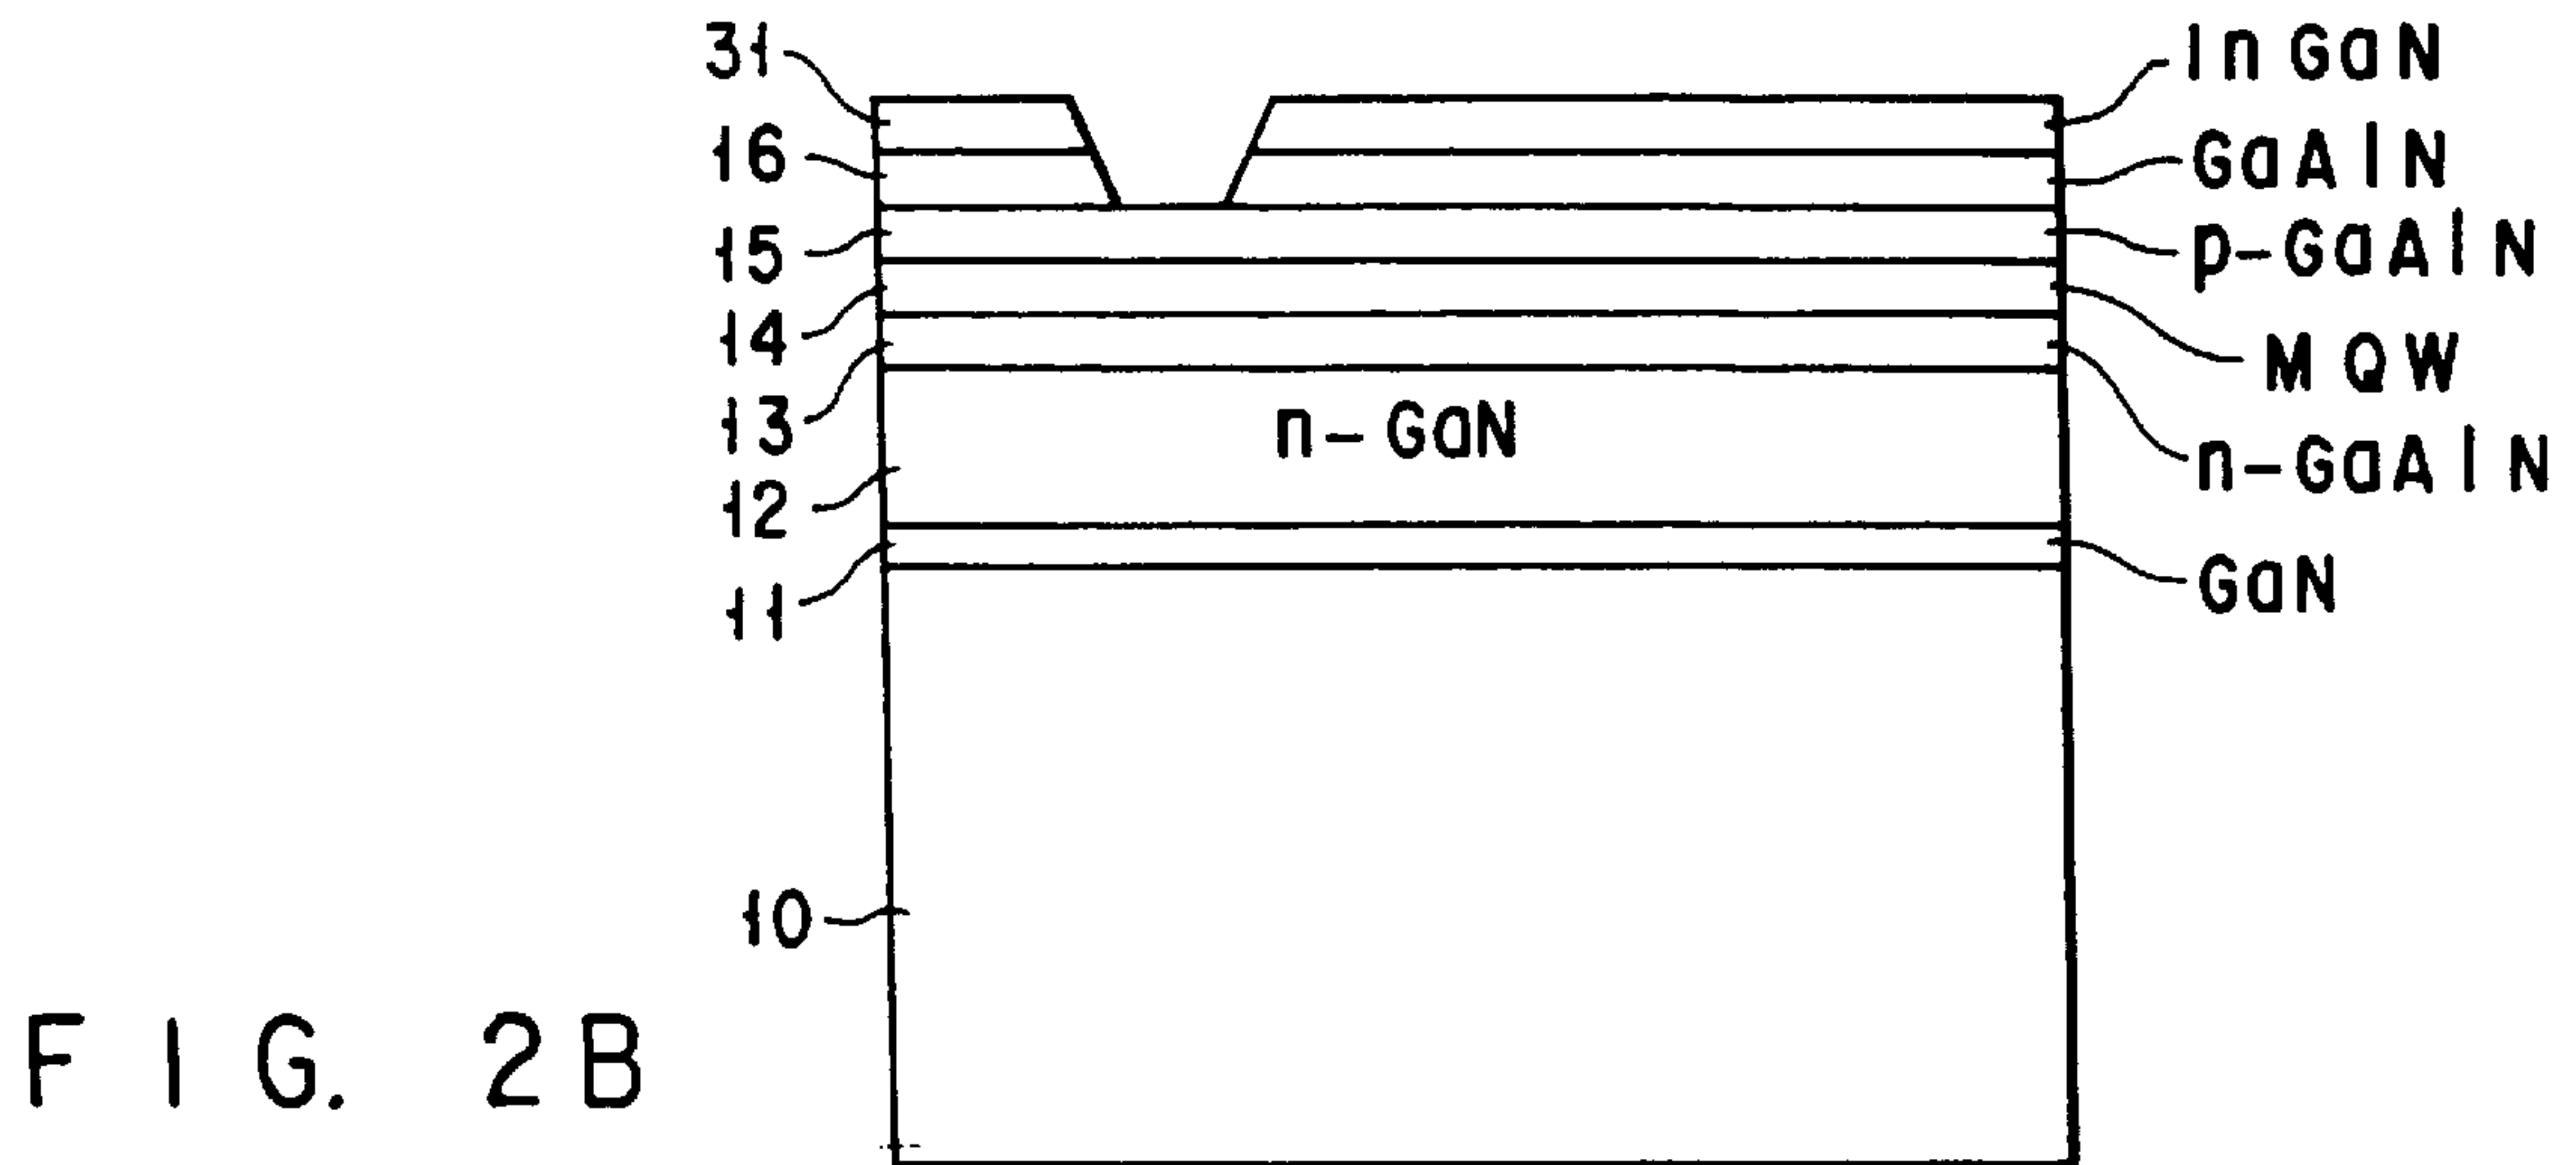 31
InGaN
16
GaAlN
15
p-GaAlN
14
MQW
13
n-GaN
n-GaAlN
12
GaN
11
10
FIG. 2B